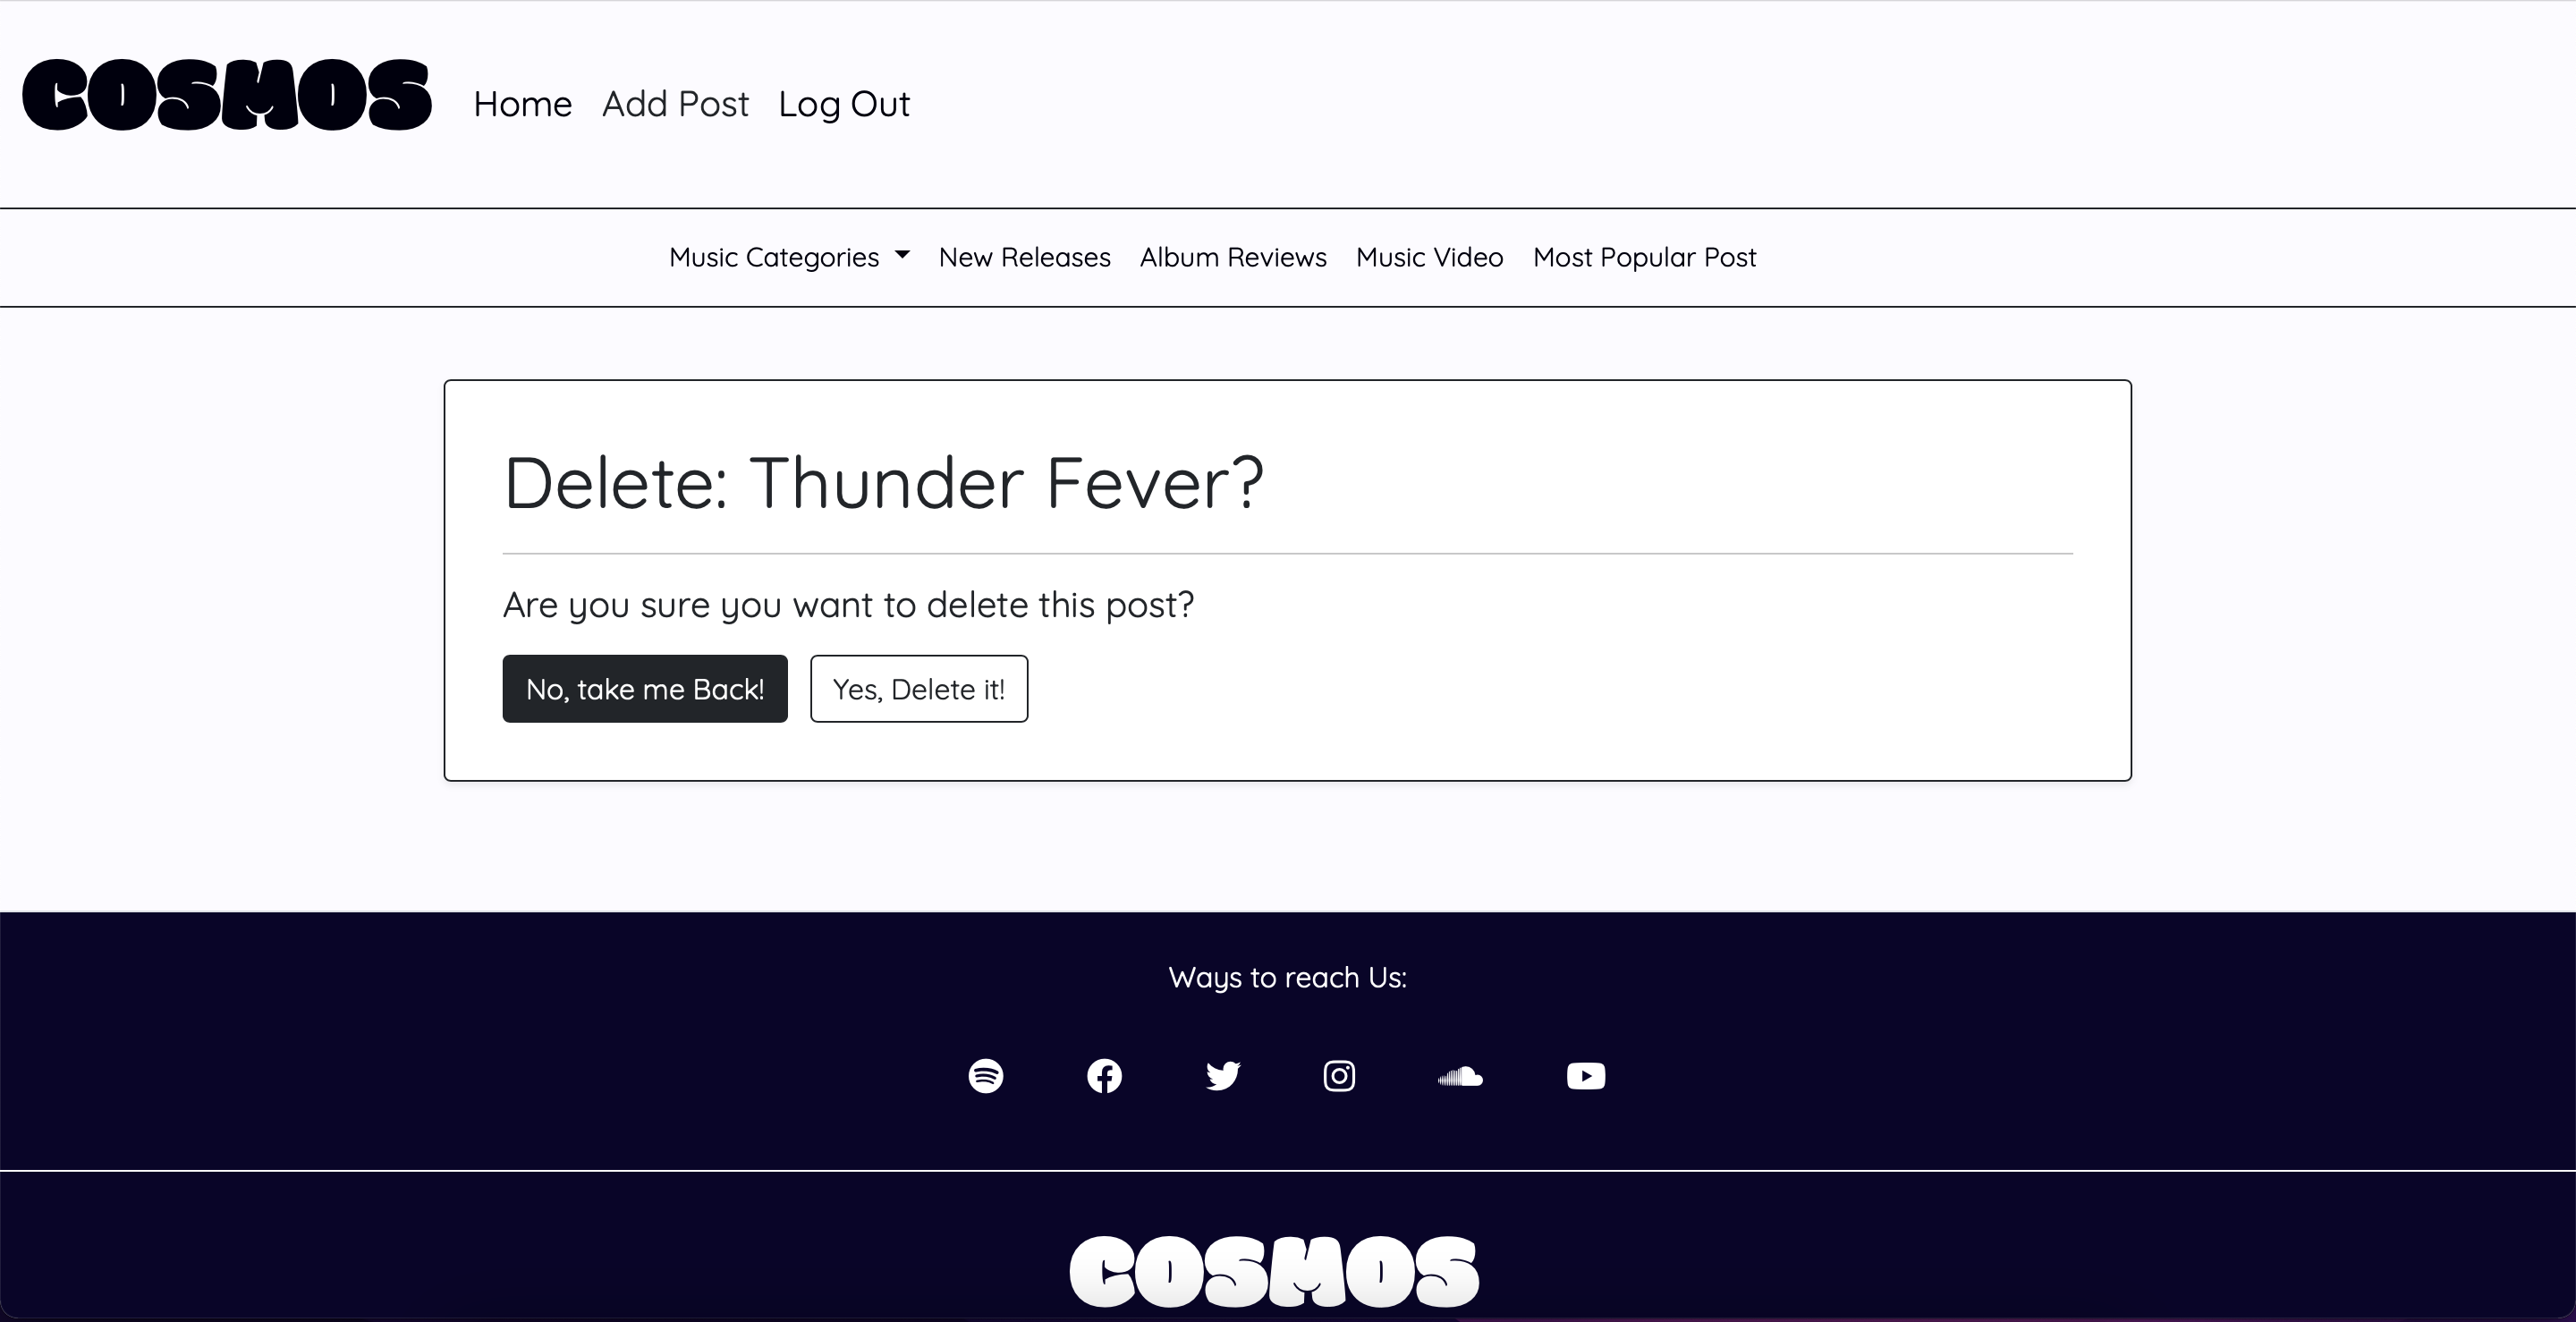 COSMOS Home Add Post Log Out
Music Categories New Releases Album Reviews Music Video Most Popular Post
Delete: Thunder Fever?
Are you sure you want to delete this post?
No, take me Back! Yes, Delete it!
Ways to reach Us:
COSMOS